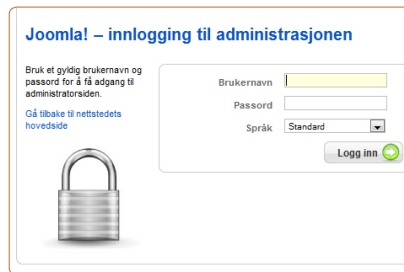 Joomla! – innlogging til administrasjonen
Bruk et gyldig brukernavn og
passord for å få adgang til
administratorsiden.
Gå tilbake til nettstedets
hovedside
Brukernavn
Passord
Språk Standard
Logg inn